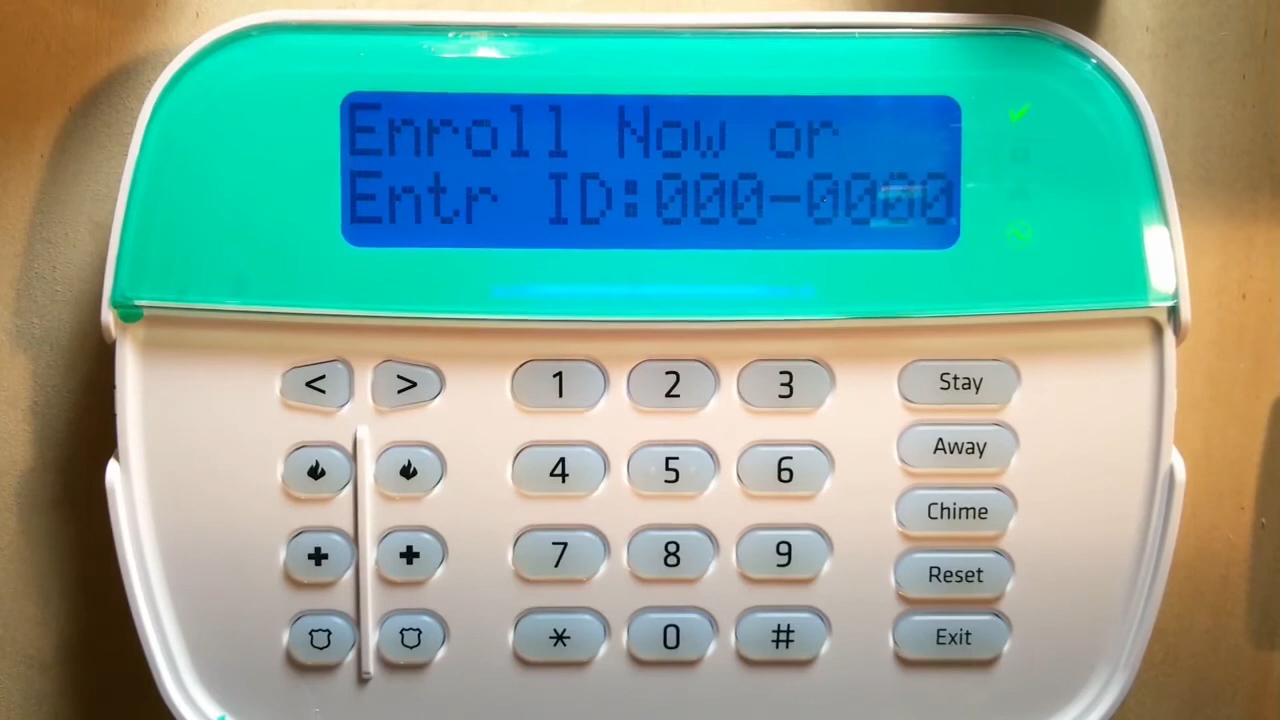 Enroll Now or
Entr ID:000-0000
< > 1 2 3 Stay
4 5 6 Away
Chime
7 8 9 Reset
* 0 # Exit